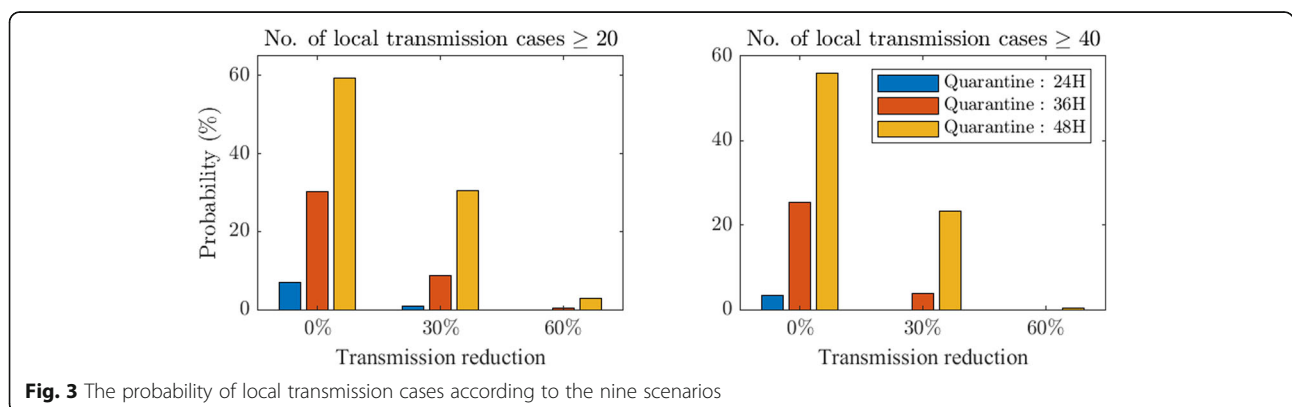 No. of local transmission cases ≥ 20
60
40
20
0
Probability (%)
0% 30% 60%
Transmission reduction
No. of local transmission cases ≥ 40
60
40
20
0
Quarantine : 24H
Quarantine : 36H
Quarantine : 48H
0% 30% 60%
Transmission reduction
Fig. 3 The probability of local transmission cases according to the nine scenarios